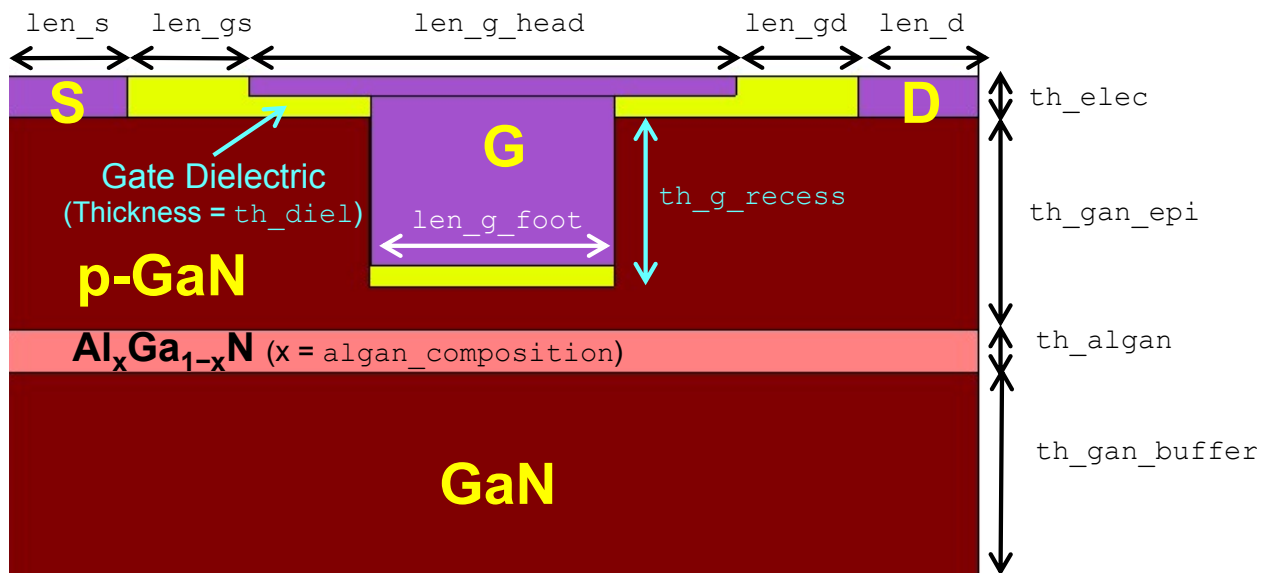 len_s len_gs len_g_head len_gd len_d
S D th_elec
G
Gate Dielectric
(Thickness = th_diel)
th_g_recess
len_g_foot
th_gan_epi
p-GaN
AlₓGa₁₋ₓN (x = algan_composition)
th_algan
th_gan_buffer
GaN